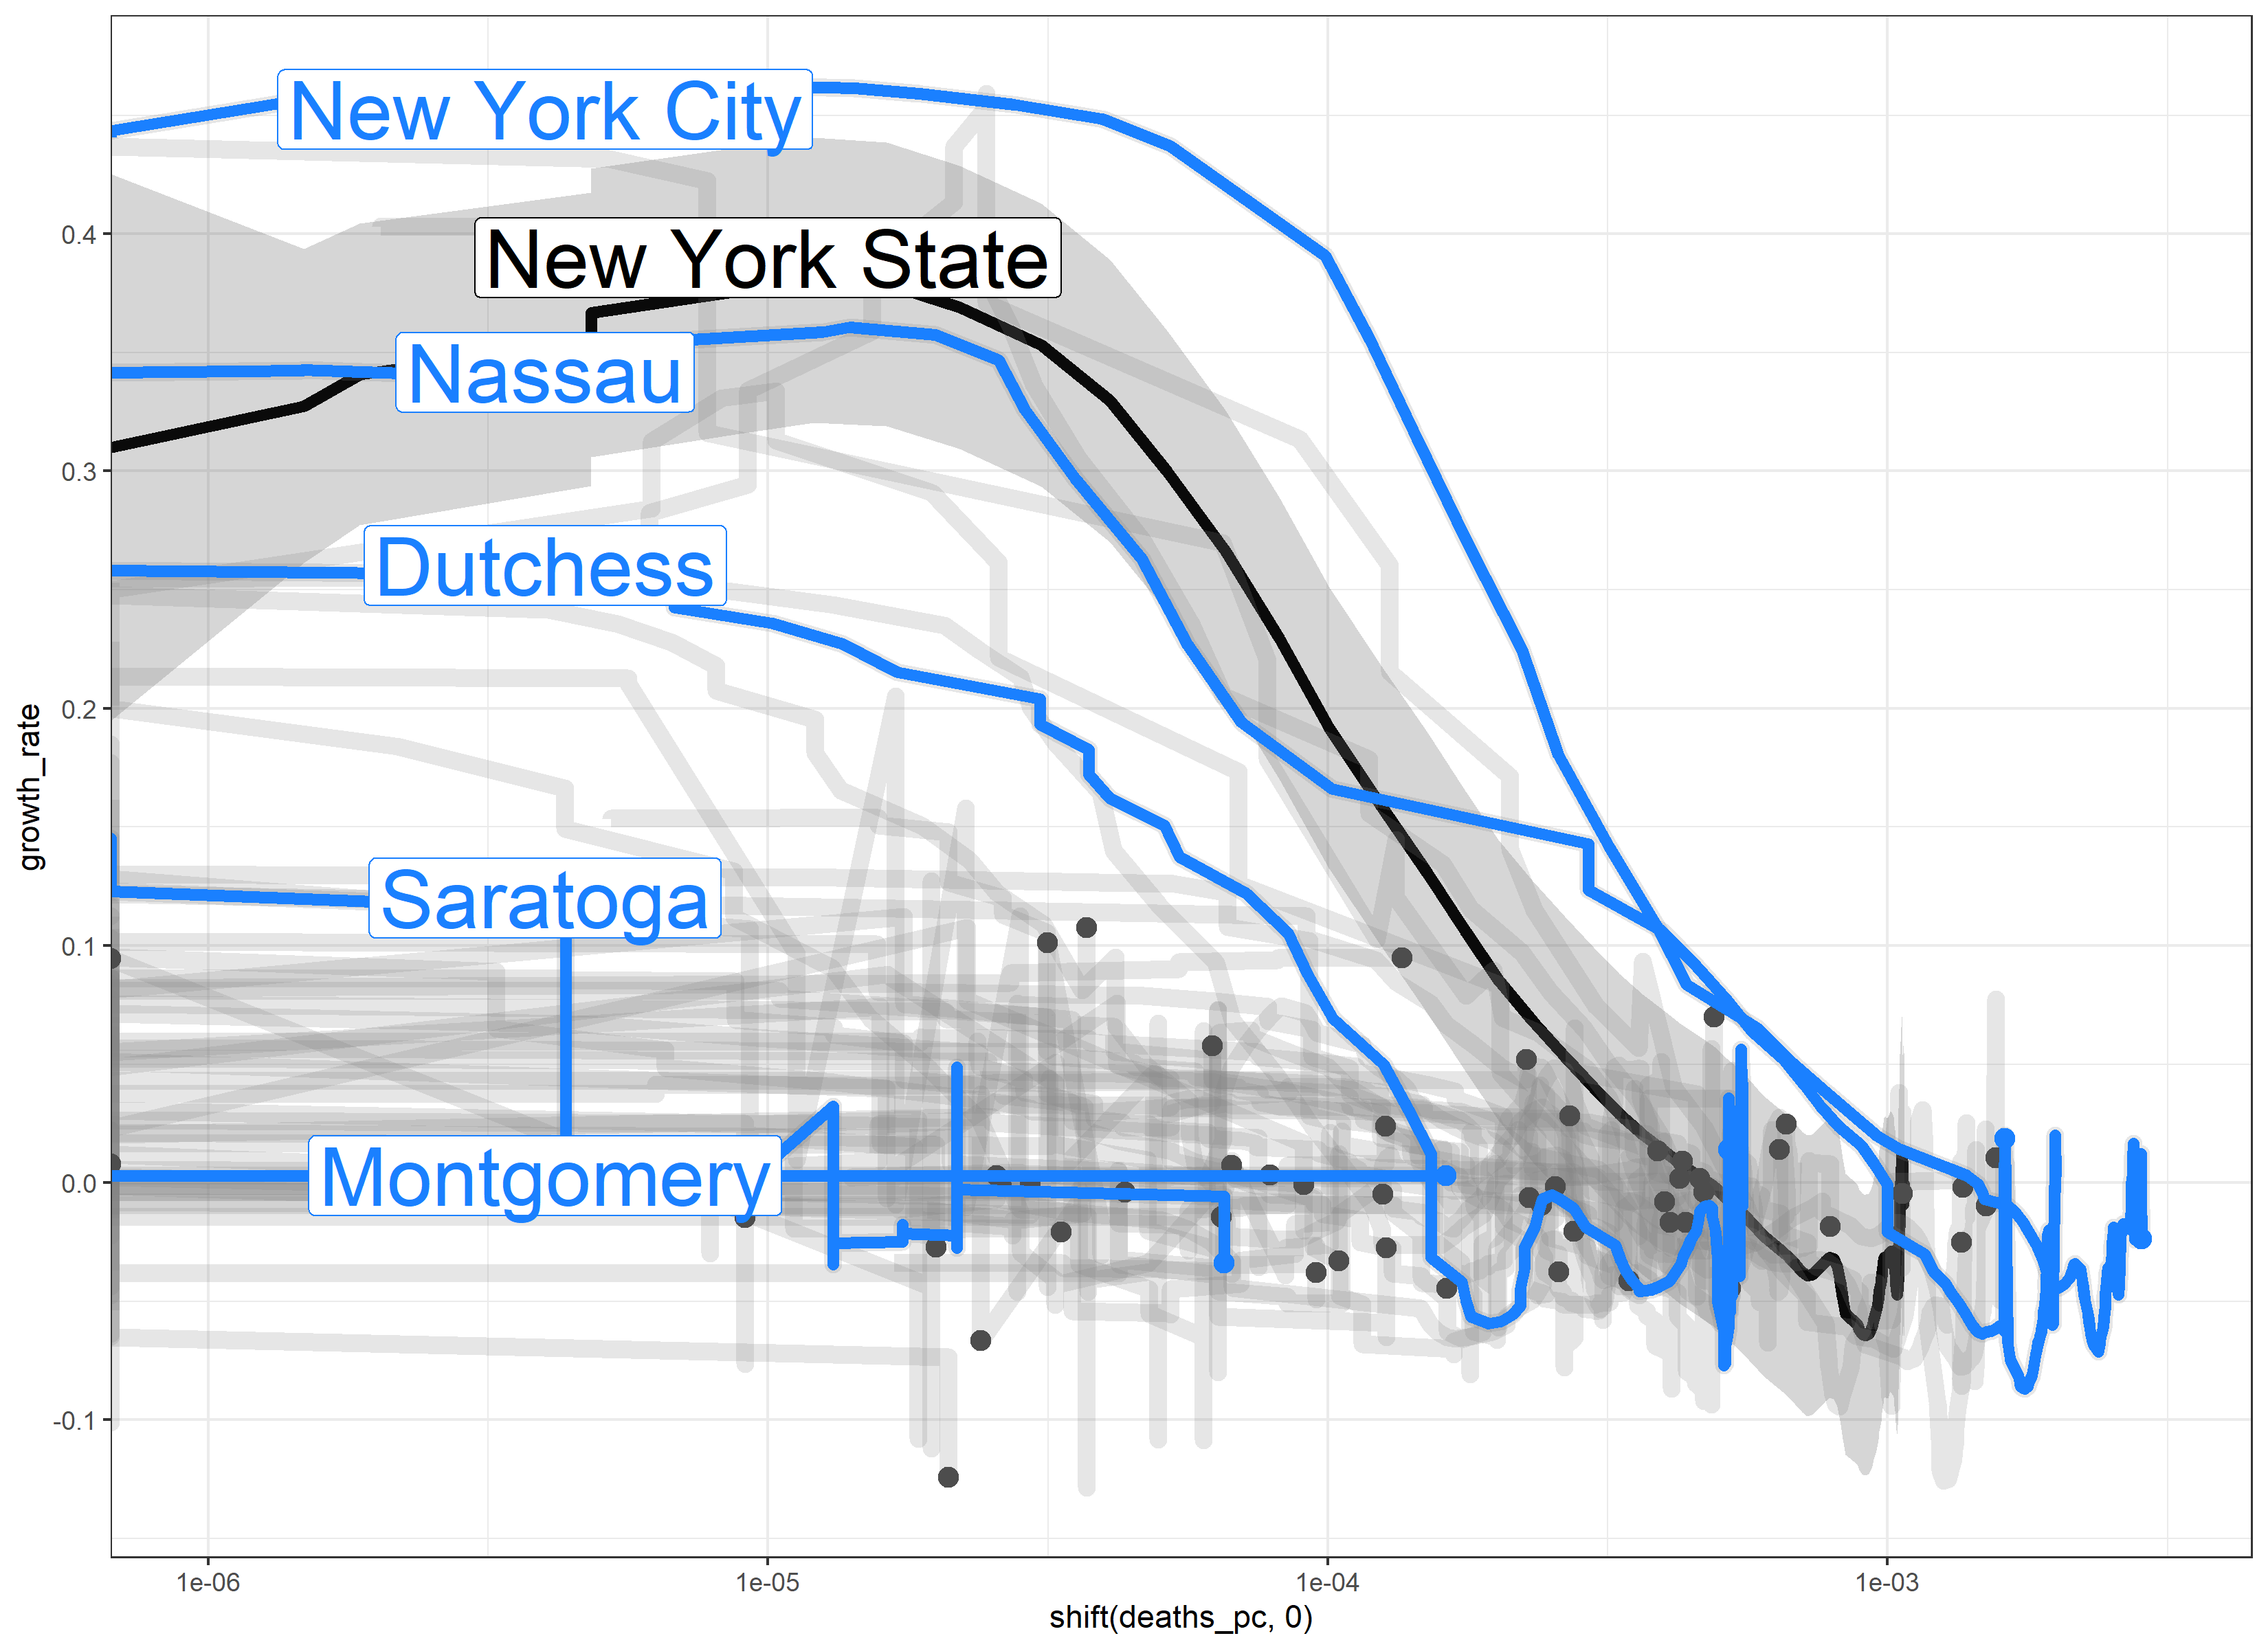 New York City
0.4
New York State
Nassau
0.3
Dutchess
0.2
growth_rate
Saratoga
0.1
Montgomery
0.0
-0.1
1e-06
1e-05
1e-04
1e-03
shift(deaths_pc, 0)